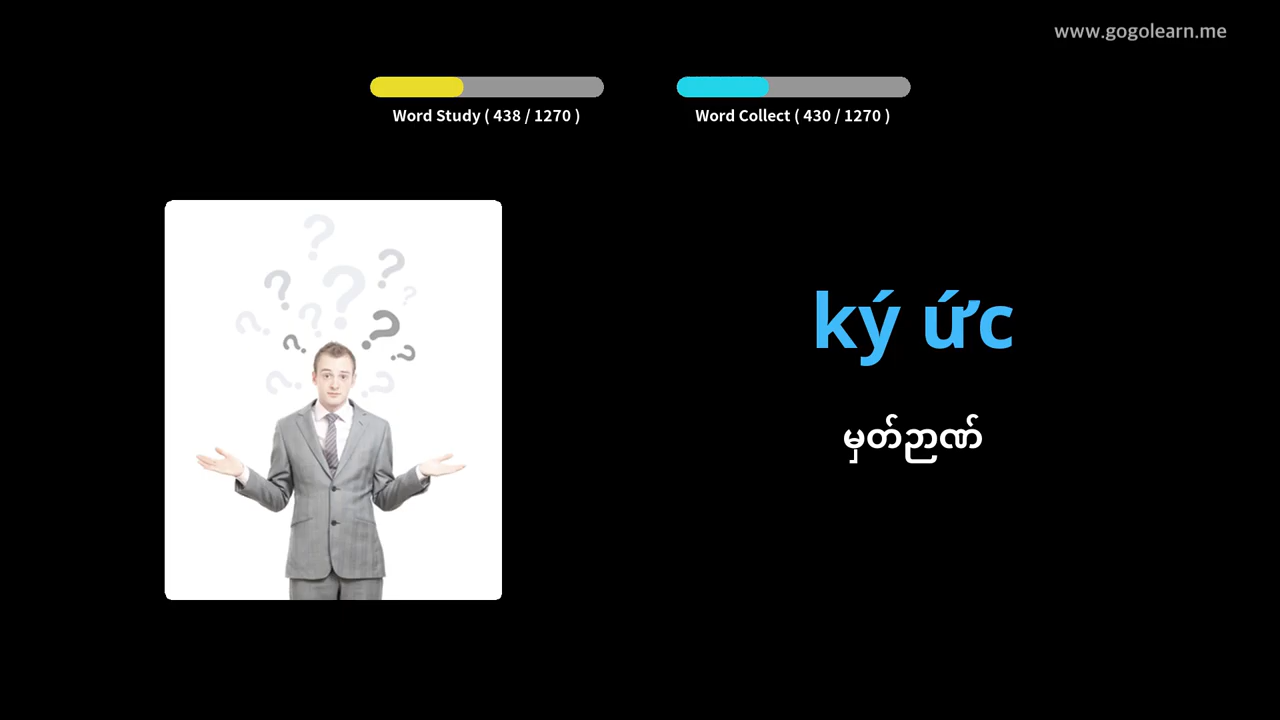 www.gogolearn.me
Word Study ( 438 / 1270 )
Word Collect ( 430 / 1270 )
ký ức
မှတ်ဉာဏ်